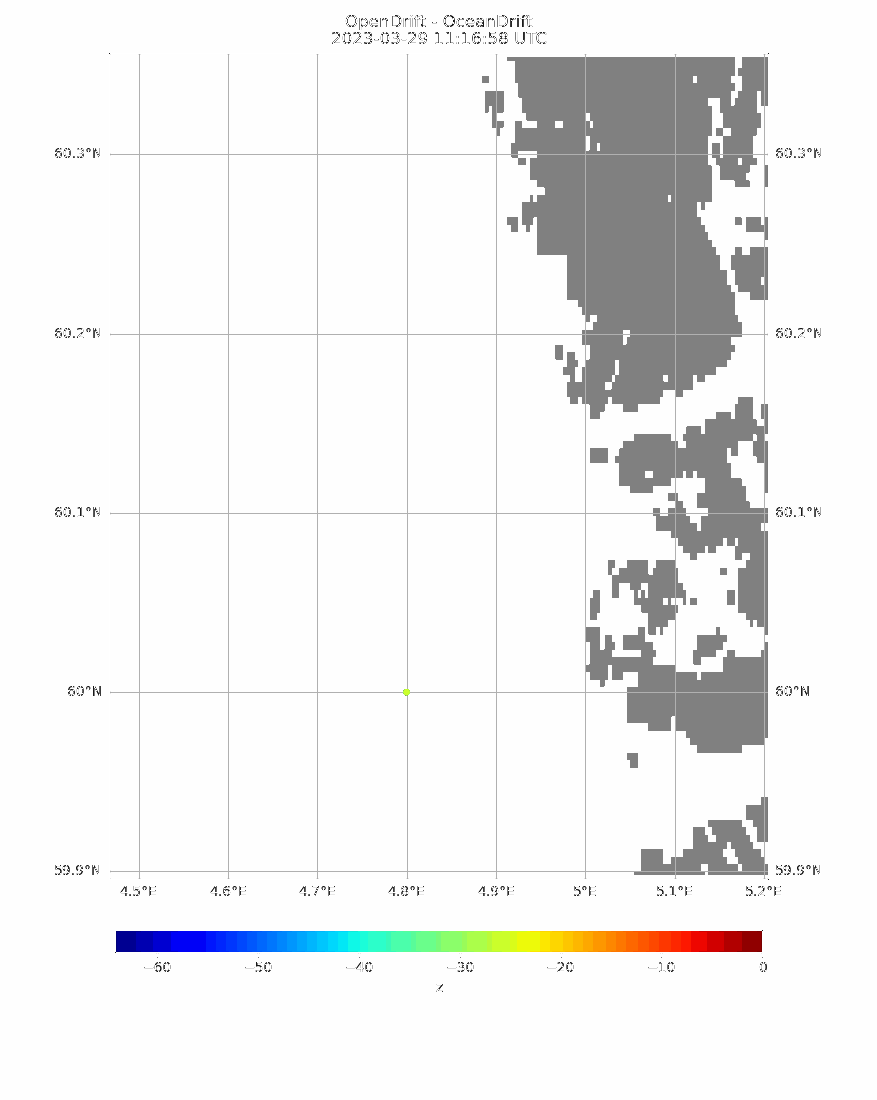 OpenDrift - OceanDrift
2023-03-29 11:16:58 UTC
60.3°N 60.3°N
60.2°N 60.2°N
60.1°N 60.1°N
60°N 60°N
59.9°N 59.9°N
4.5°E 4.6°E 4.7°E 4.8°E 4.9°E 5°E 5.1°E 5.2°E
−60 −50 −40 −30 −20 −10 0
z